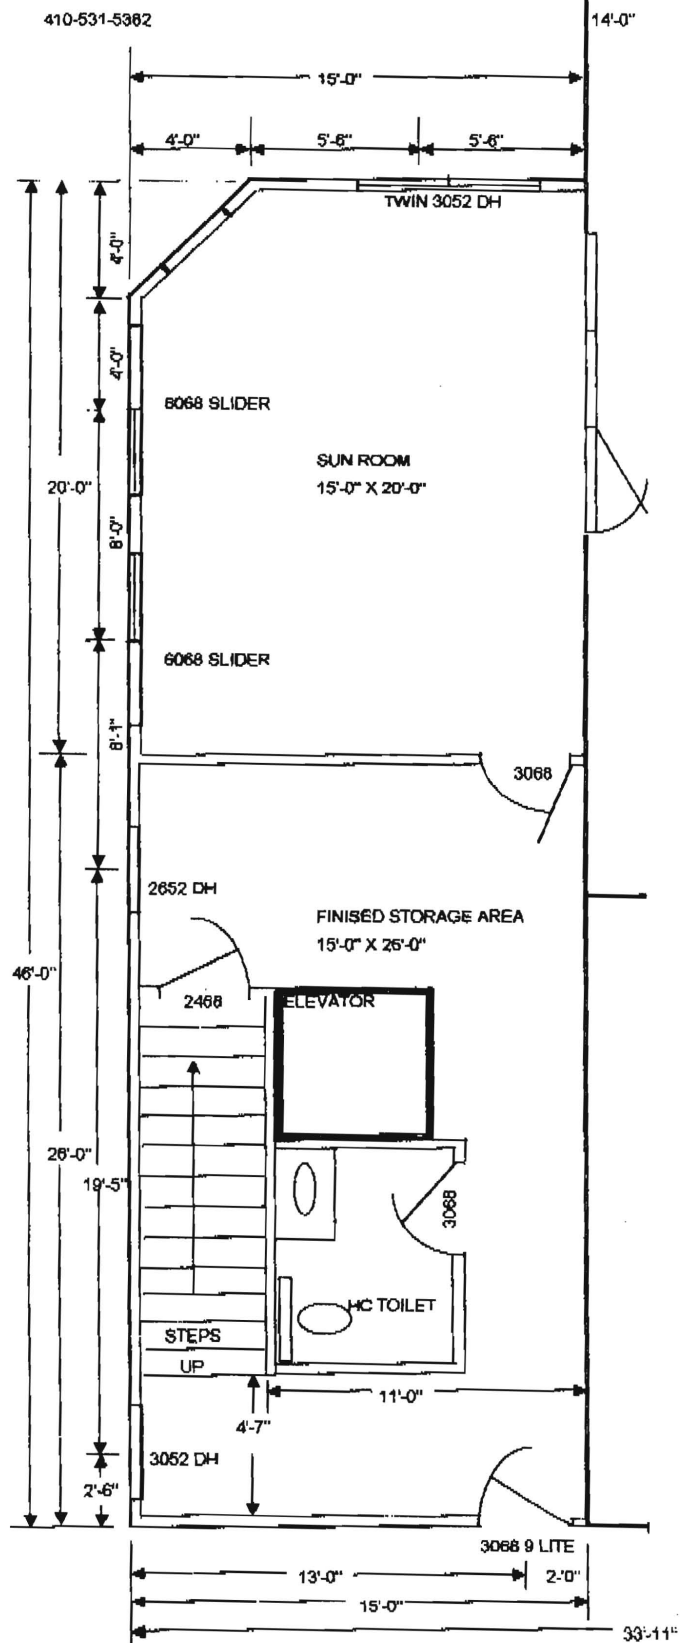 410-531-5362
14'-0"
15'-0"
4'-0"
5'-6"
5'-6"
TWIN 3052 DH
4'-0"
4'-0"
6068 SLIDER
SUN ROOM
15'-0" X 20'-0"
20'-0"
8'-0"
6068 SLIDER
8'-1"
3068
2652 DH
FINISED STORAGE AREA
15'-0" X 26'-0"
46'-0"
2468
ELEVATOR
26'-0"
19'-5"
3068
HC TOILET
STEPS
UP
11'-0"
4'-7"
3052 DH
2'-6"
3068 9 LITE
13'-0"
2'-0"
15'-0"
33'-11"